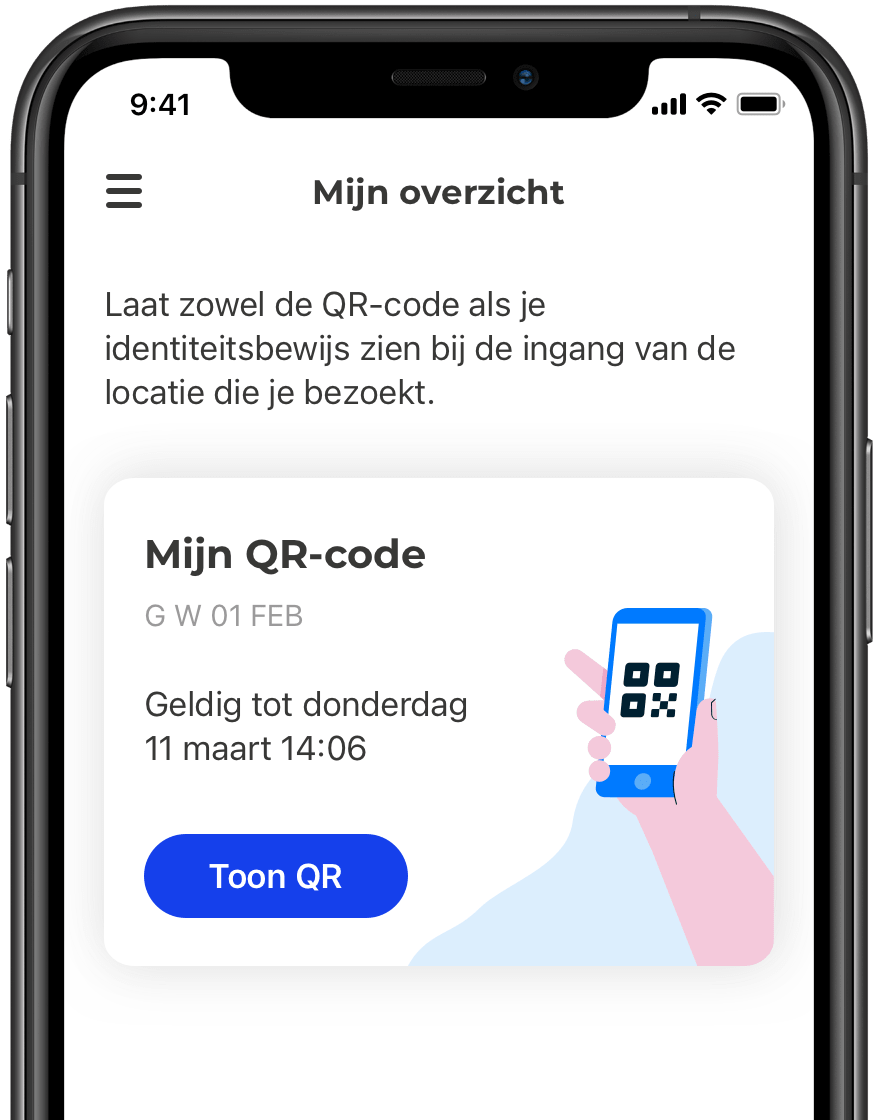 9:41
Mijn overzicht
Laat zowel de QR-code als je
identiteitsbewijs zien bij de ingang van de
locatie die je bezoekt.
Mijn QR-code
G W 01 FEB
Geldig tot donderdag
11 maart 14:06
Toon QR